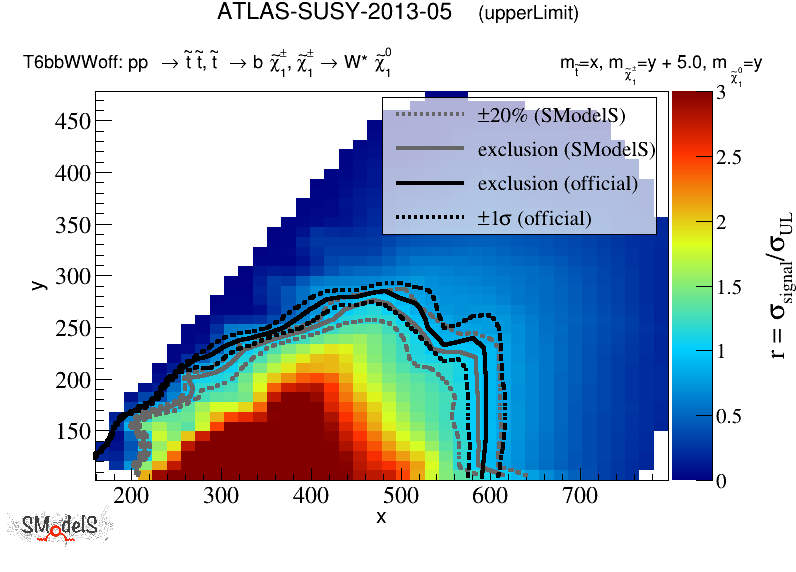 ATLAS-SUSY-2013-05 (upperLimit)
T6bbWWoff: pp → t̃ t̃, t̃ → b χ̃₁±, χ̃₁± → W* χ̃₁⁰
m_t̃=x, m_χ̃₁±=y + 5.0, m_χ̃₁⁰=y
±20% (SModelS)
exclusion (SModelS)
exclusion (official)
±1σ (official)
450
400
350
300
250
200
150
y
200 300 400 500 600 700
x
3
2.5
2
1.5
1
0.5
0
r = σ_signal/σ_UL
SModelS